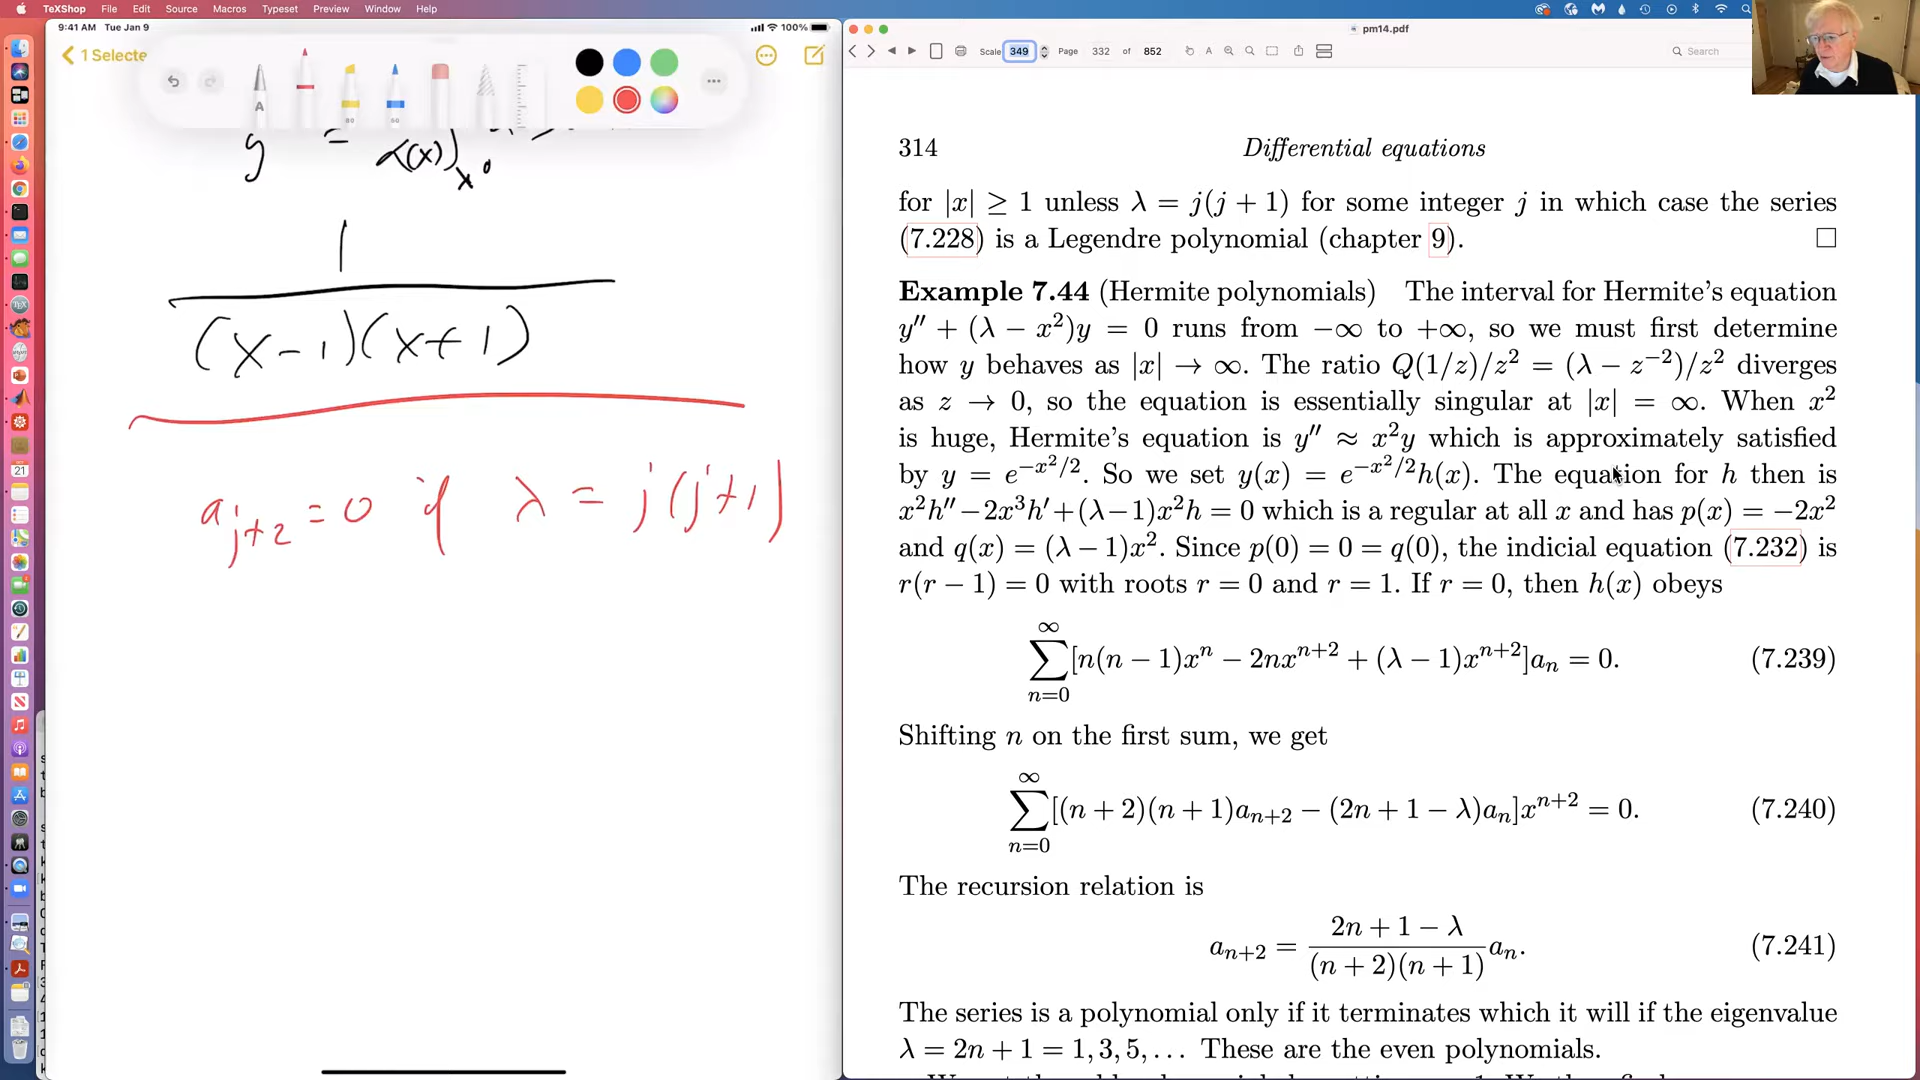 TeXShop File Edit Source Macros Typeset Preview Window Help
9:41 AM Tue Jan 9
100%
1 Selecte
y = α(x) x⁰
1
(x-1)(x+1)
a_{j+2} = 0 if λ = j(j+1)
pm14.pdf
Scale 349 Page 332 of 852
Search
314 Differential equations
for |x| ≥ 1 unless λ = j(j + 1) for some integer j in which case the series
(7.228) is a Legendre polynomial (chapter 9). □
Example 7.44 (Hermite polynomials) The interval for Hermite's equation
y″ + (λ − x²)y = 0 runs from −∞ to +∞, so we must first determine
how y behaves as |x| → ∞. The ratio Q(1/z)/z² = (λ − z⁻²)/z² diverges
as z → 0, so the equation is essentially singular at |x| = ∞. When x²
is huge, Hermite's equation is y″ ≈ x²y which is approximately satisfied
by y = e^{−x²/2}. So we set y(x) = e^{−x²/2}h(x). The equation for h then is
x²h″−2x³h′+(λ−1)x²h = 0 which is a regular at all x and has p(x) = −2x²
and q(x) = (λ − 1)x². Since p(0) = 0 = q(0), the indicial equation (7.232) is
r(r − 1) = 0 with roots r = 0 and r = 1. If r = 0, then h(x) obeys
∑_{n=0}^{∞} [n(n − 1)xⁿ − 2nx^{n+2} + (λ − 1)x^{n+2}]a_n = 0. (7.239)
Shifting n on the first sum, we get
∑_{n=0}^{∞} [(n + 2)(n + 1)a_{n+2} − (2n + 1 − λ)a_n]x^{n+2} = 0. (7.240)
The recursion relation is
a_{n+2} = \frac{2n + 1 − λ}{(n + 2)(n + 1)} a_n. (7.241)
The series is a polynomial only if it terminates which it will if the eigenvalue
λ = 2n + 1 = 1, 3, 5, . . . These are the even polynomials.